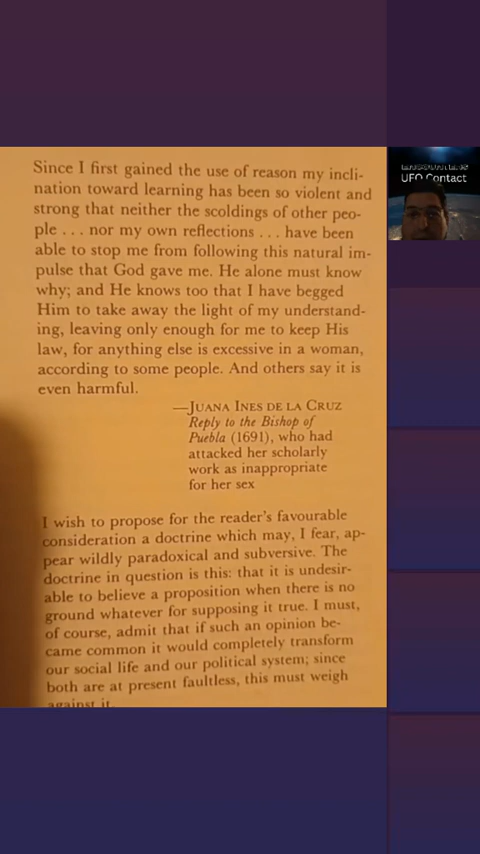 Since I first gained the use of reason my incli-
nation toward learning has been so violent and
strong that neither the scoldings of other peo-
ple . . . nor my own reflections . . . have been
able to stop me from following this natural im-
pulse that God gave me. He alone must know
why; and He knows too that I have begged
Him to take away the light of my understand-
ing, leaving only enough for me to keep His
law, for anything else is excessive in a woman,
according to some people. And others say it is
even harmful.
—JUANA INES DE LA CRUZ
Reply to the Bishop of
Puebla (1691), who had
attacked her scholarly
work as inappropriate
for her sex
I wish to propose for the reader's favourable
consideration a doctrine which may, I fear, ap-
pear wildly paradoxical and subversive. The
doctrine in question is this: that it is undesir-
able to believe a proposition when there is no
ground whatever for supposing it true. I must,
of course, admit that if such an opinion be-
came common it would completely transform
our social life and our political system; since
both are at present faultless, this must weigh
against it.
UFO Contact